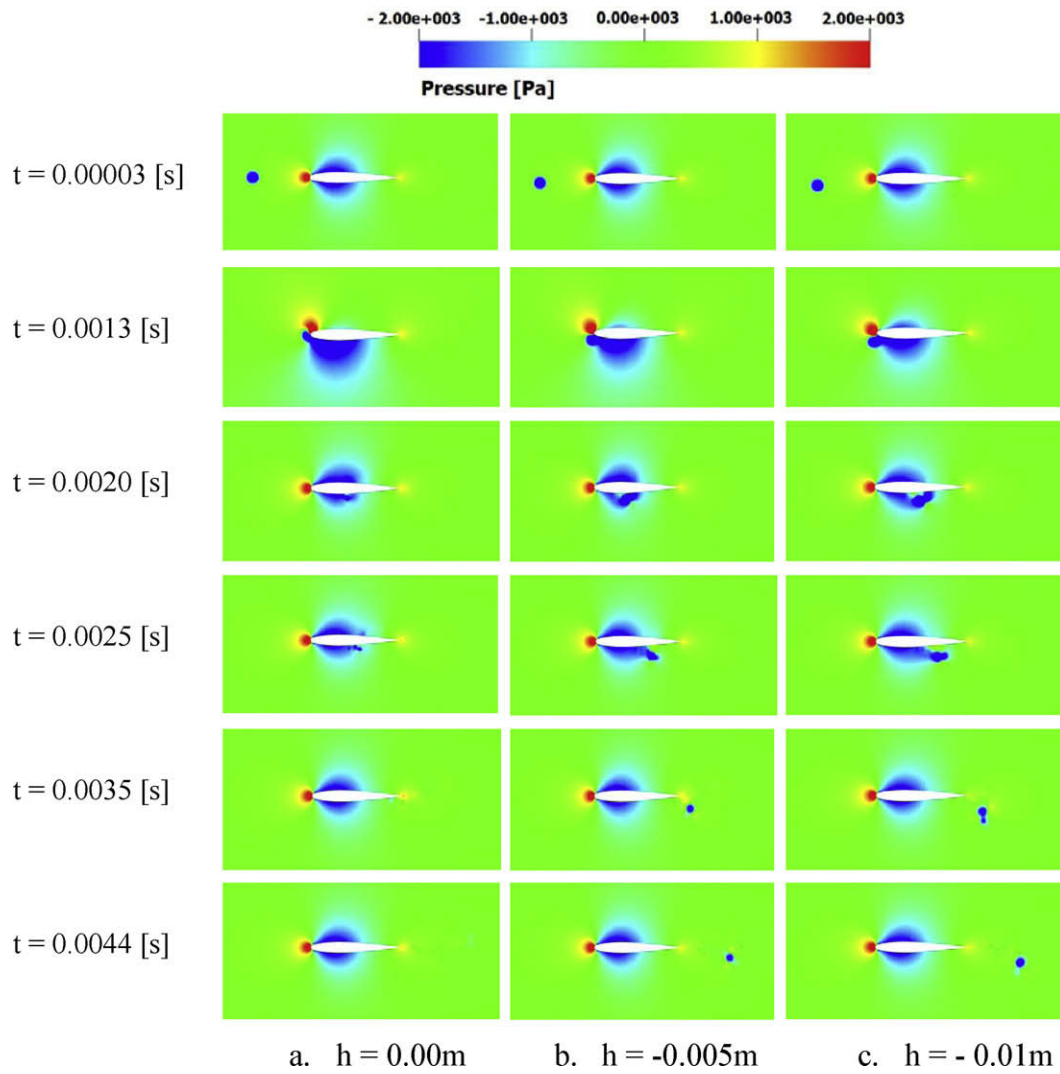 - 2.00e+003 -1.00e+003 0.00e+003 1.00e+003 2.00e+003
Pressure [Pa]
t = 0.00003 [s]
t = 0.0013 [s]
t = 0.0020 [s]
t = 0.0025 [s]
t = 0.0035 [s]
t = 0.0044 [s]
a. h = 0.00m b. h = -0.005m c. h = - 0.01m